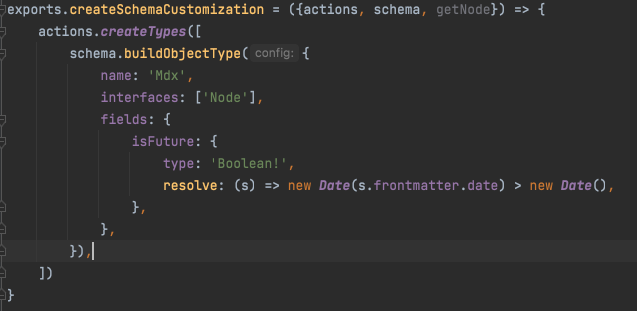 exports.createSchemaCustomization = ({actions, schema, getNode}) => {
    actions.createTypes([
        schema.buildObjectType( config: {
            name: 'Mdx',
            interfaces: ['Node'],
            fields: {
                isFuture: {
                    type: 'Boolean!',
                    resolve: (s) => new Date(s.frontmatter.date) > new Date(),
                },
            },
        }),
    ])
}